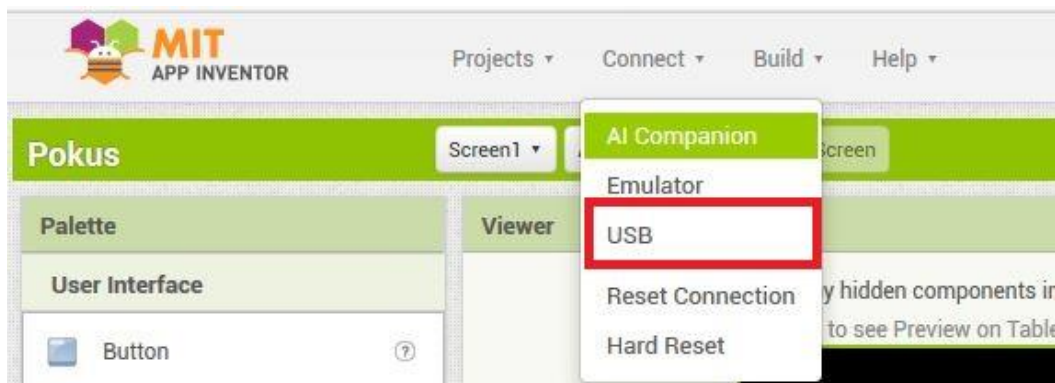 MIT
APP INVENTOR
Projects
Connect
Build
Help
Pokus
Screen1
Screen
AI Companion
Emulator
USB
Reset Connection
Hard Reset
Palette
Viewer
User Interface
y hidden components in
to see Preview on Table
Button
?